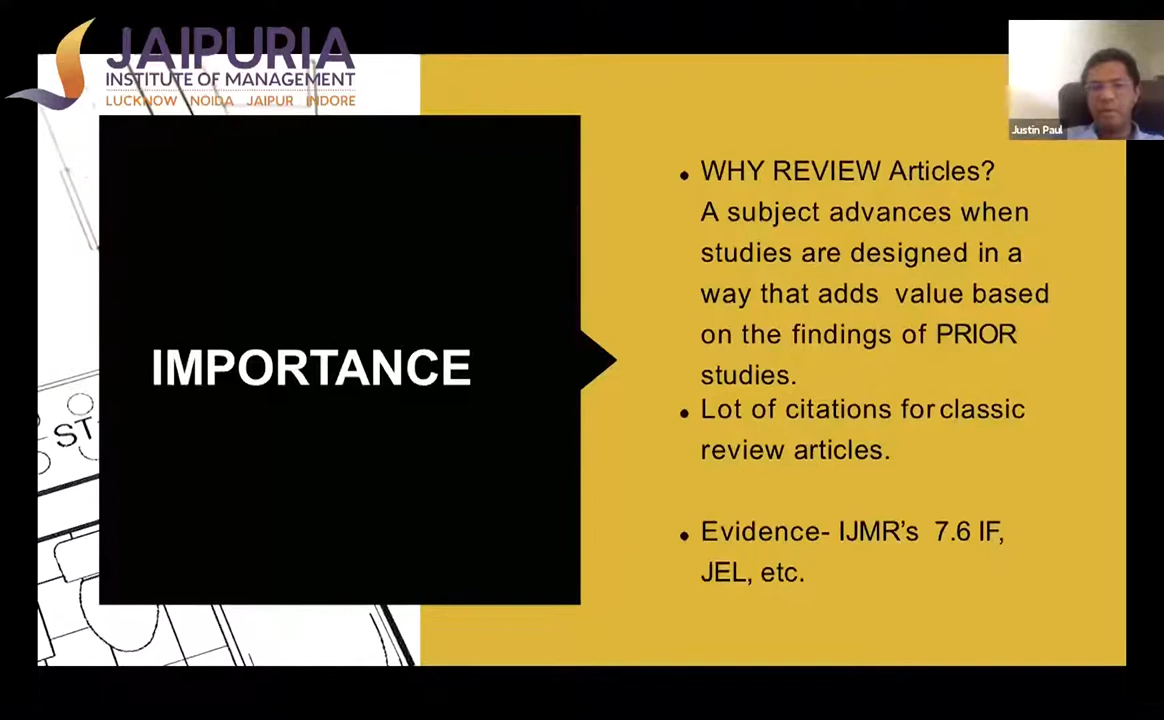 JAIPURIA
INSTITUTE OF MANAGEMENT
LUCKNOW NOIDA JAIPUR INDORE
Justin Paul
IMPORTANCE
• WHY REVIEW Articles?
A subject advances when
studies are designed in a
way that adds value based
on the findings of PRIOR
studies.
• Lot of citations for classic
review articles.
• Evidence- IJMR’s 7.6 IF,
JEL, etc.
ST